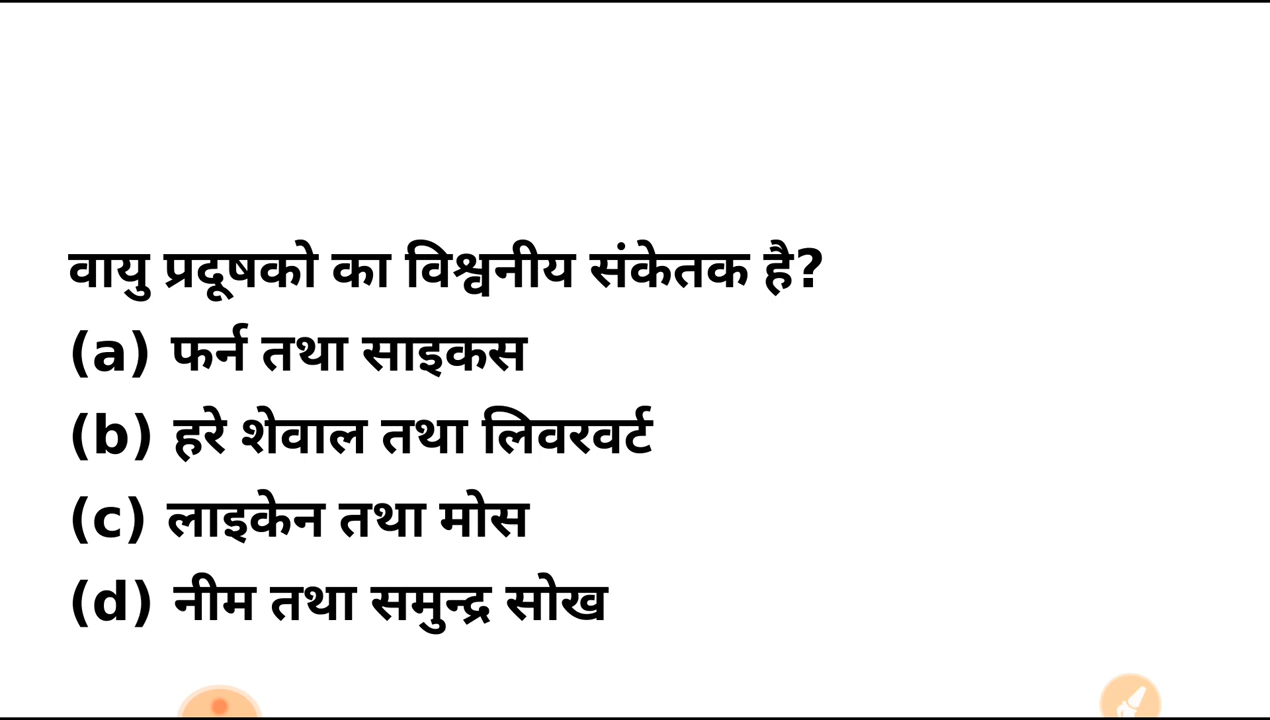 वायु प्रदूषको का विश्वनीय संकेतक है?
(a) फर्न तथा साइकस
(b) हरे शेवाल तथा लिवरवर्ट
(c) लाइकेन तथा मोस
(d) नीम तथा समुन्द्र सोख